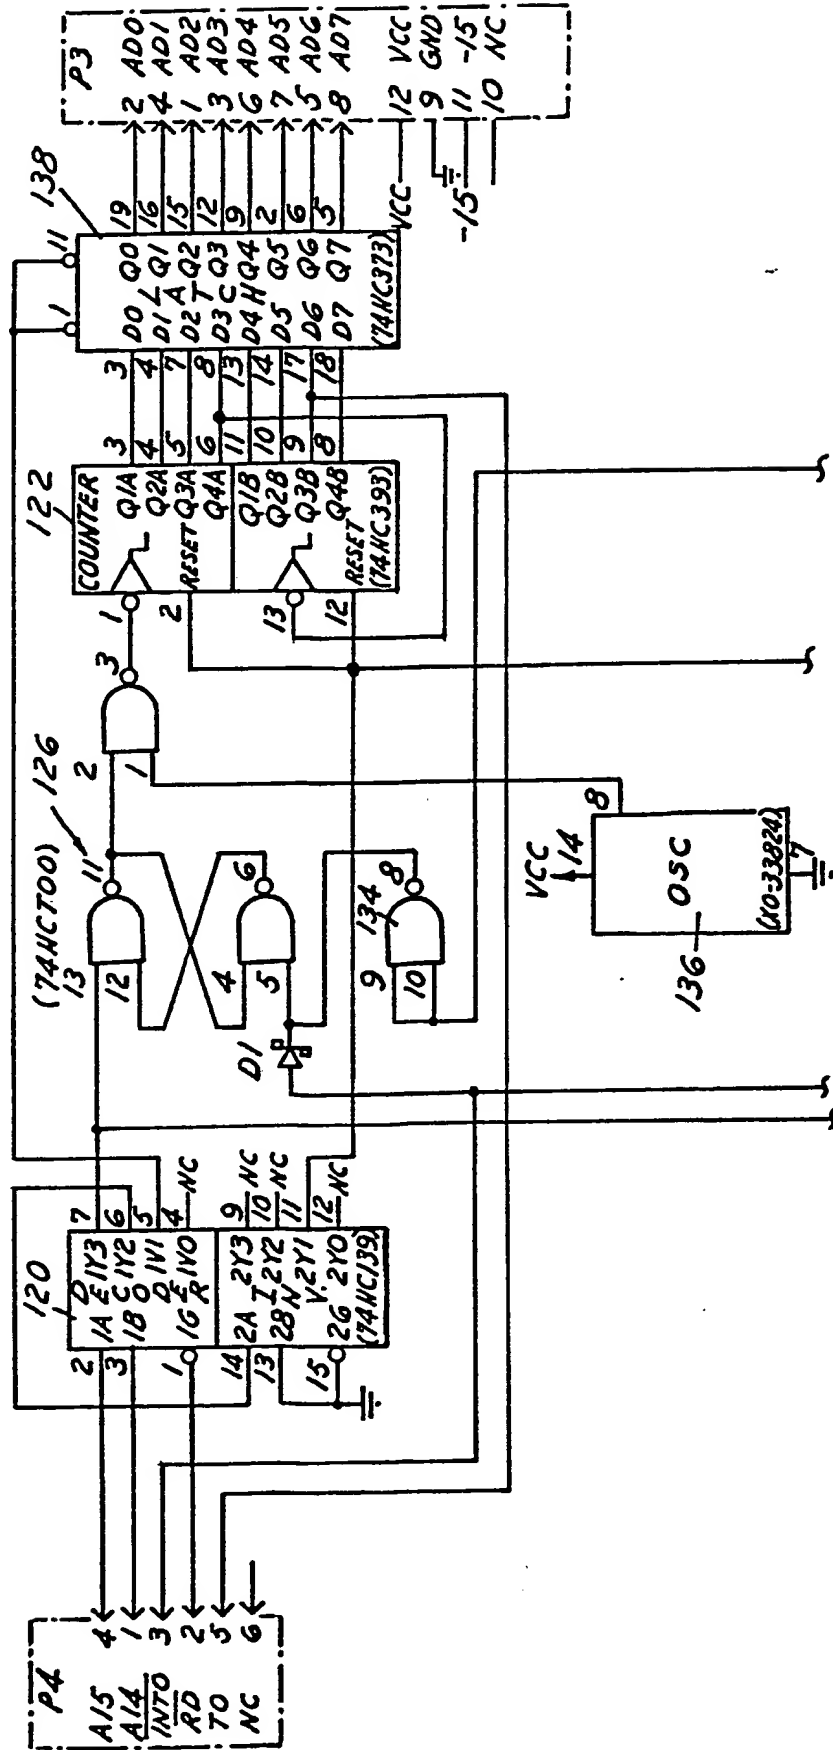 P4
A15 4
A14 1
INTO 3
RD 2
TO 5
NC 6
120
DECODER
2 1A 1Y3 7
3 1B 1Y2 6
1Y1 5
1 1G 1Y0 4 NC
DIV.
14 2A 2Y3 9 NC
13 2B 2Y2 10 NC
2Y1 11
15 2G 2Y0 12 NC
(74HC139)
(74HCT00)
126
13
12
11
4
5
6
D1
134
9
10
8
2
1
3
136
OSC
(XO-33B24)
VCC
14
8
7
122
COUNTER
1
Q1A 3
Q2A 4
Q3A 5
Q4A 6
2 RESET
13
Q1B 11
Q2B 10
Q3B 9
Q4B 8
12 RESET
(74HC393)
138
1
11
LATCH
3 D0 Q0 19
4 D1 Q1 16
7 D2 Q2 15
8 D3 Q3 12
13 D4 Q4 9
14 D5 Q5 2
17 D6 Q6 6
18 D7 Q7 5
(74HC373)
P3
2 AD0
4 AD1
1 AD2
3 AD3
6 AD4
7 AD5
5 AD6
8 AD7
VCC 12 VCC
9 GND
-15 11 -15
10 NC